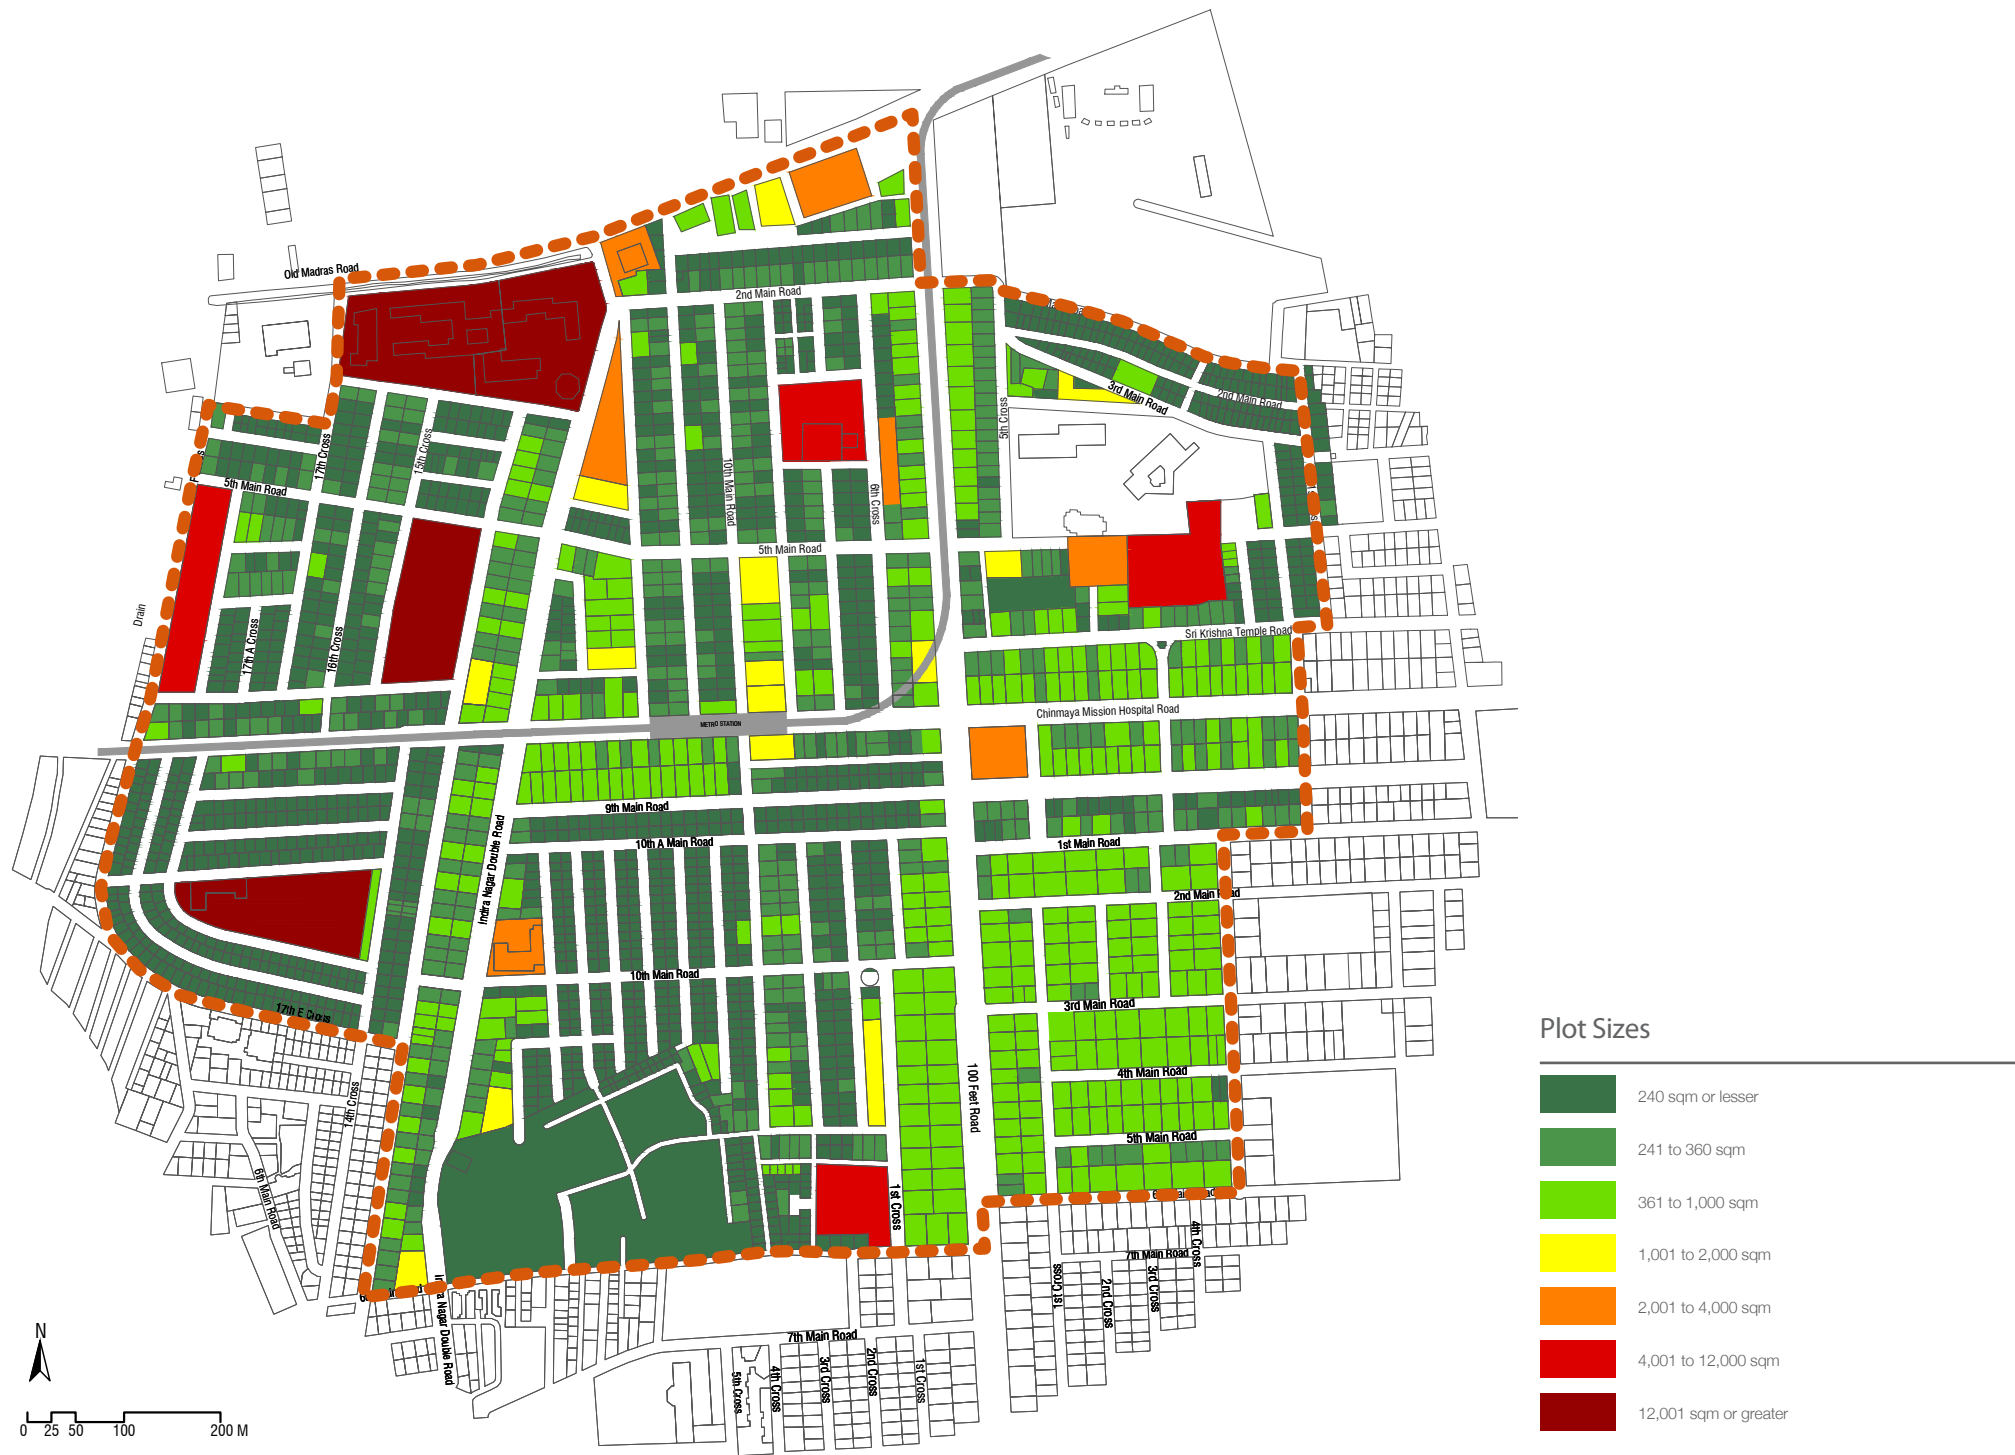 Old Madras Road
2nd Main Road
3rd Main Road
2nd Main Road
5th Cross
17th Cross
15th Cross
5th Main Road
10th Main Road
6th Cross
5th Main Road
Drain
17th A Cross
16th Cross
Sri Krishna Temple Road
METRO STATION
Chinmaya Mission Hospital Road
9th Main Road
10th A Main Road
Indira Nagar Double Road
1st Main Road
2nd Main Road
10th Main Road
3rd Main Road
17th E Cross
14th Cross
100 Feet Road
4th Main Road
5th Main Road
6th Main Road
1st Cross
6th Main Road
4th Cross
7th Main Road
1st Cross
2nd Cross
3rd Cross
Indira Nagar Double Road
7th Main Road
5th Cross
4th Cross
3rd Cross
2nd Cross
1st Cross
N
0 25 50 100 200 M
Plot Sizes
240 sqm or lesser
241 to 360 sqm
361 to 1,000 sqm
1,001 to 2,000 sqm
2,001 to 4,000 sqm
4,001 to 12,000 sqm
12,001 sqm or greater